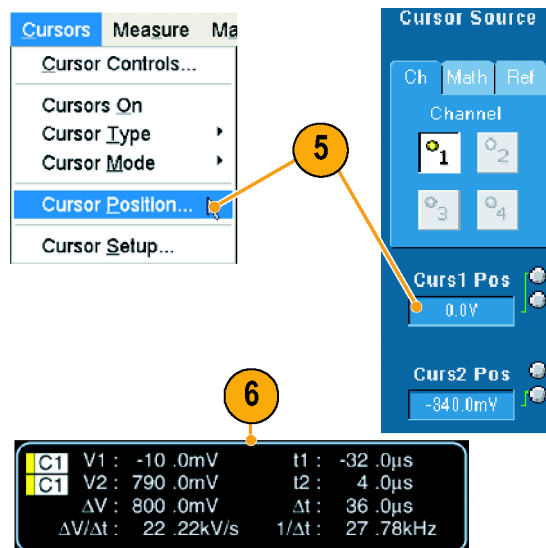 Cursors Measure Ma
Cursor Controls...
Cursors On
Cursor Type
Cursor Mode
Cursor Position...
Cursor Setup...
5
Cursor Source
Ch Math Ref
Channel
1 2
3 4
Curs1 Pos
0.0V
Curs2 Pos
-340.0mV
6
C1 V1 : -10 .0mV t1 : -32 .0µs
C1 V2 : 790 .0mV t2 : 4 .0µs
ΔV : 800 .0mV Δt : 36 .0µs
ΔV/Δt : 22 .22kV/s 1/Δt : 27 .78kHz